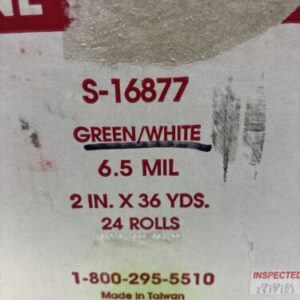 NE
S-16877
GREEN/WHITE
6.5 MIL
2 IN. X 36 YDS.
24 ROLLS
INSPECTED
1-800-295-5510
Made in Taiwan